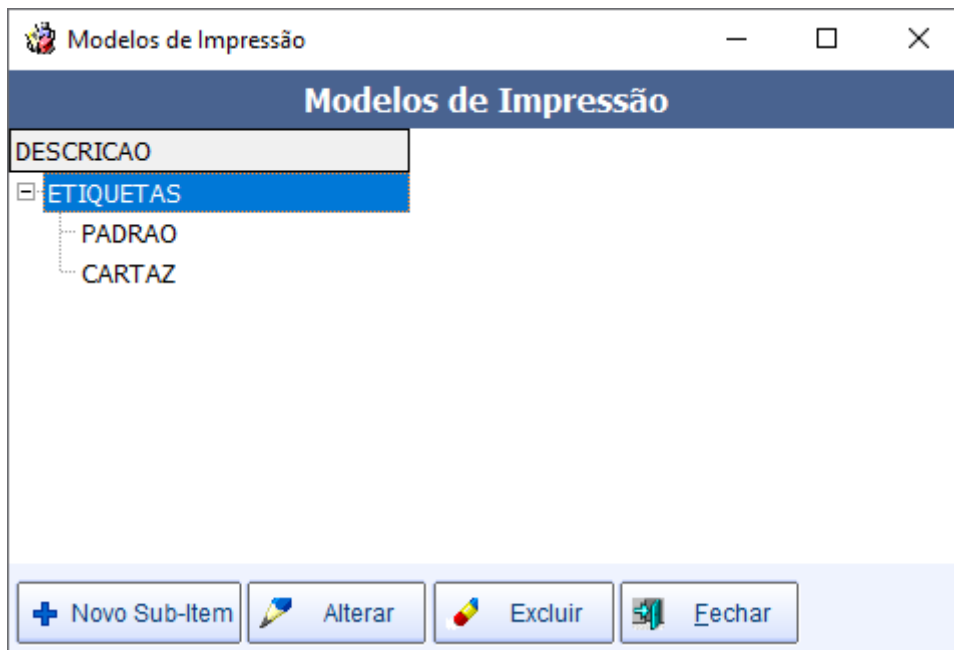 Modelos de Impressão
Modelos de Impressão
DESCRICAO
ETIQUETAS
PADRAO
CARTAZ
Novo Sub-Item Alterar Excluir Fechar